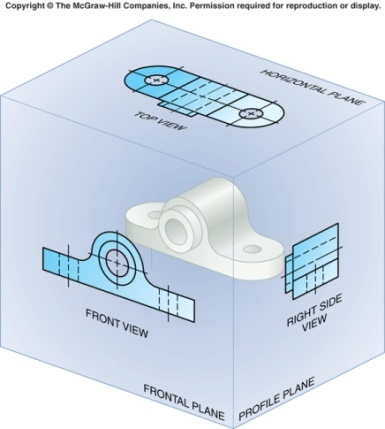 Copyright © The McGraw-Hill Companies, Inc. Permission required for reproduction or display.
HORIZONTAL PLANE
TOP VIEW
FRONT VIEW
RIGHT SIDE
VIEW
FRONTAL PLANE
PROFILE PLANE